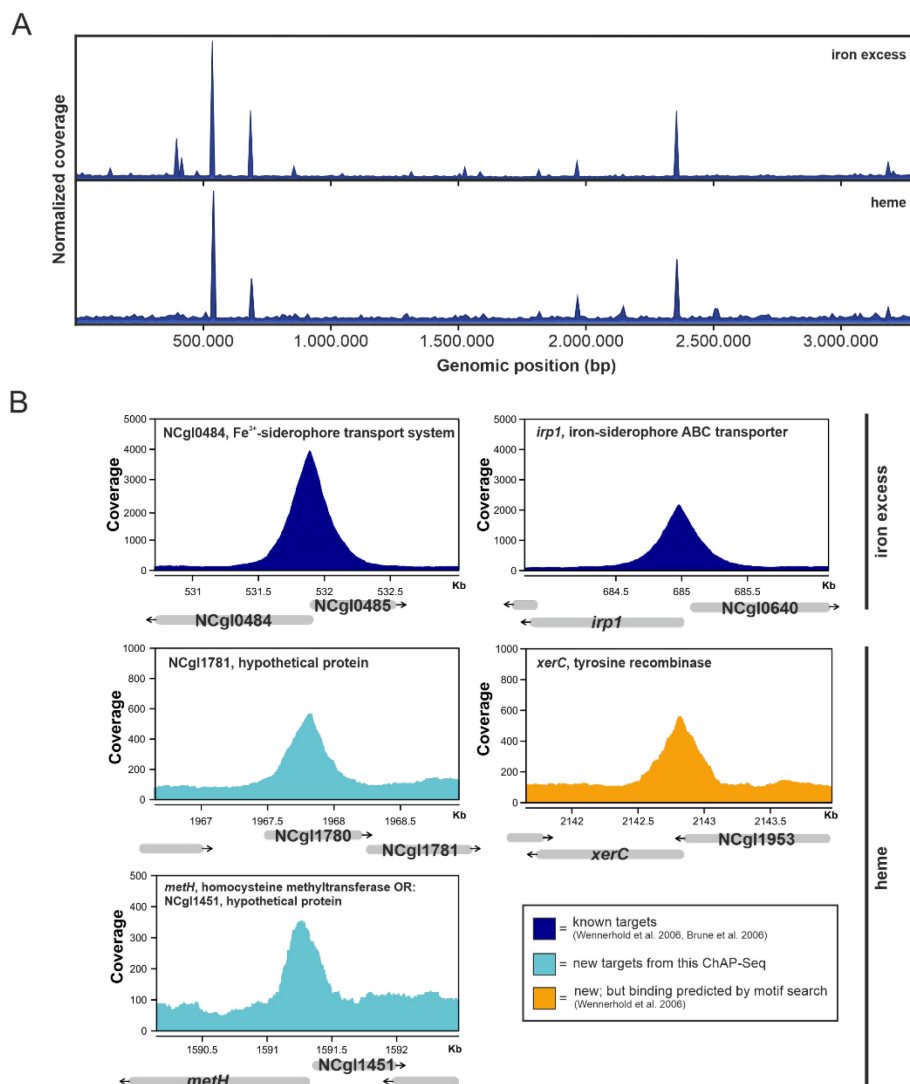 A
iron excess
Normalized coverage
heme
500.000 1.000.000 1.500.000 2.000.000 2.500.000 3.000.000
Genomic position (bp)
B
NCgl0484, Fe³⁺-siderophore transport system
Coverage
5000
4000
3000
2000
1000
0
531 531.5 532 532.5 Kb
NCgl0485
NCgl0484
irp1, iron-siderophore ABC transporter
Coverage
5000
4000
3000
2000
1000
0
684.5 685 685.5 Kb
NCgl0640
irp1
iron excess
NCgl1781, hypothetical protein
Coverage
1000
800
600
400
200
0
1967 1967.5 1968 1968.5 Kb
NCgl1780
NCgl1781
xerC, tyrosine recombinase
Coverage
1000
800
600
400
200
0
2142 2142.5 2143 2143.5 Kb
NCgl1953
xerC
metH, homocysteine methyltransferase OR:
NCgl1451, hypothetical protein
Coverage
500
400
300
200
100
0
1590.5 1591 1591.5 1592 Kb
NCgl1451
metH
heme
= known targets
(Wennerhold et al. 2006, Brune et al. 2006)
= new targets from this ChAP-Seq
= new; but binding predicted by motif search
(Wennerhold et al. 2006)